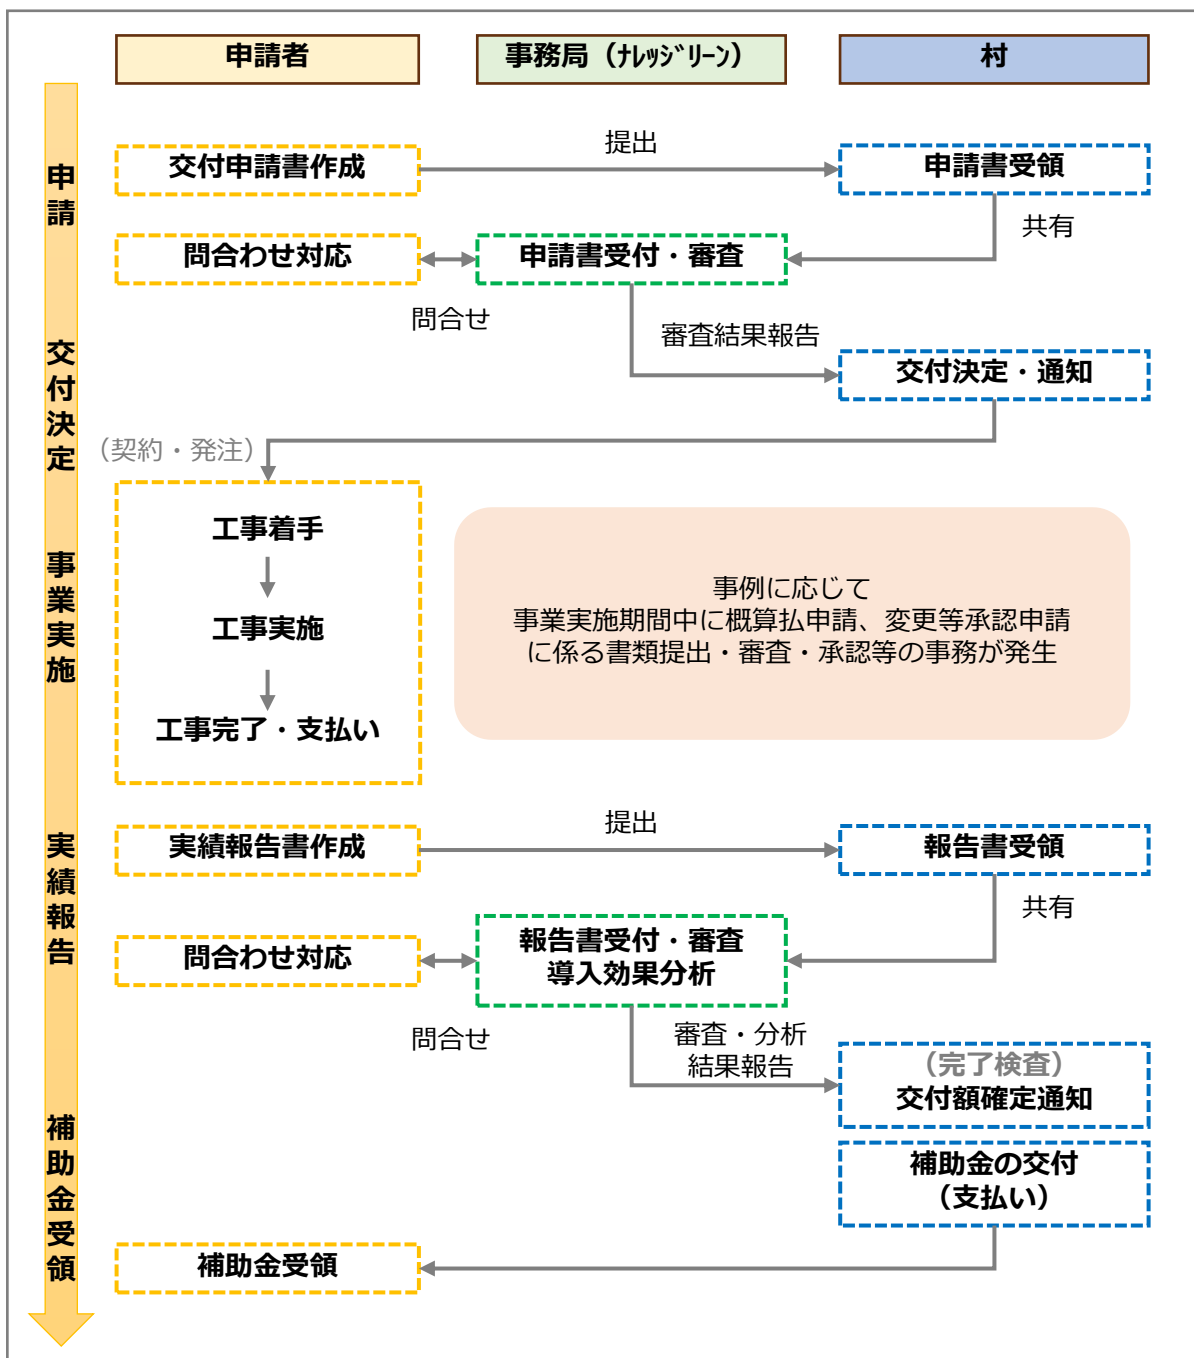 申請者
事務局（ﾅﾚｯｼﾞﾘｰﾝ）
村
申請
交付申請書作成
提出
申請書受領
共有
問合わせ対応
申請書受付・審査
問合せ
審査結果報告
交付決定
交付決定・通知
（契約・発注）
事業実施
工事着手
工事実施
工事完了・支払い
事例に応じて
事業実施期間中に概算払申請、変更等承認申請
に係る書類提出・審査・承認等の事務が発生
実績報告
実績報告書作成
提出
報告書受領
共有
問合わせ対応
報告書受付・審査
導入効果分析
問合せ
審査・分析
結果報告
（完了検査）
交付額確定通知
補助金の交付
（支払い）
補助金受領
補助金受領